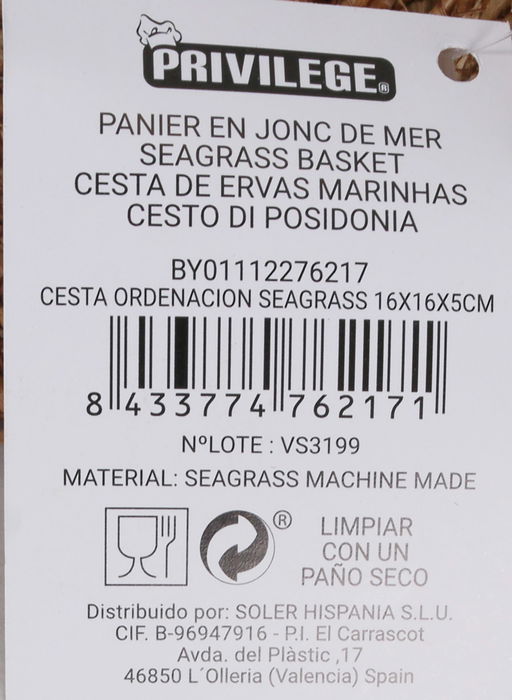 PRIVILEGE®
PANIER EN JONC DE MER
SEAGRASS BASKET
CESTA DE ERVAS MARINHAS
CESTO DI POSIDONIA
BY01112276217
CESTA ORDENACION SEAGRASS 16X16X5CM
8 433774 762171
NºLOTE : VS3199
MATERIAL: SEAGRASS MACHINE MADE
®
LIMPIAR
CON UN
PAÑO SECO
Distribuido por: SOLER HISPANIA S.L.U.
CIF. B-96947916 - P.I. El Carrascot
Avda. del Plàstic ,17
46850 L´Olleria (Valencia) Spain